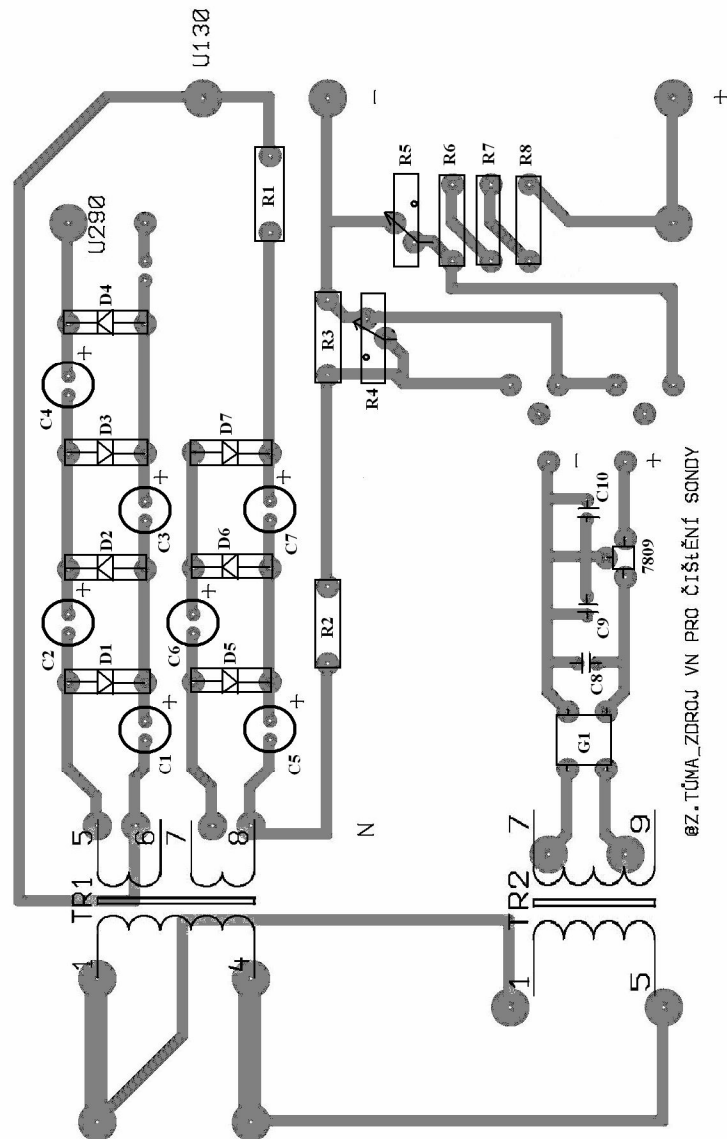 U130
-
+
R5
R6
R7
R8
R1
U290
D4
+
R3
R4
C4
D3
D7
+
+
-
+
C10
C3
C7
D2
D6
7809
+
+
R2
C2
C6
C9
D1
D5
C8
+
+
C1
C5
G1
N
5
6
7
8
7
9
TR1
TR2
1
4
1
5
@Z.TŮMA_ZDROJ VN PRO ČIŠtĚNÍ SONDY